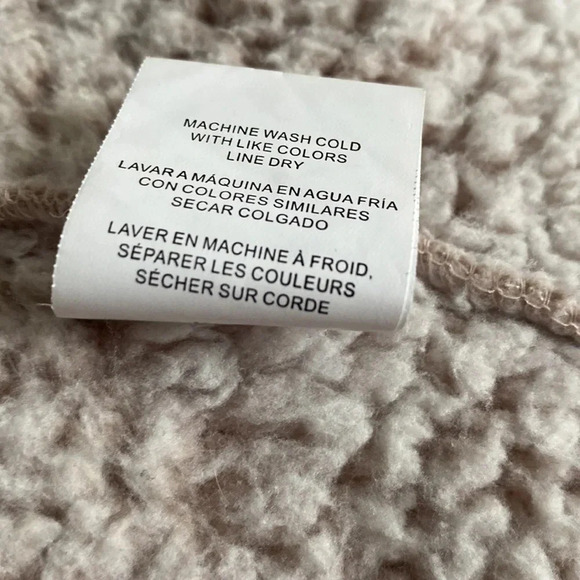 MACHINE WASH COLD
WITH LIKE COLORS
LINE DRY
LAVAR A MÁQUINA EN AGUA FRÍA
CON COLORES SIMILARES
SECAR COLGADO
LAVER EN MACHINE À FROID,
SÉPARER LES COULEURS
SÉCHER SUR CORDE